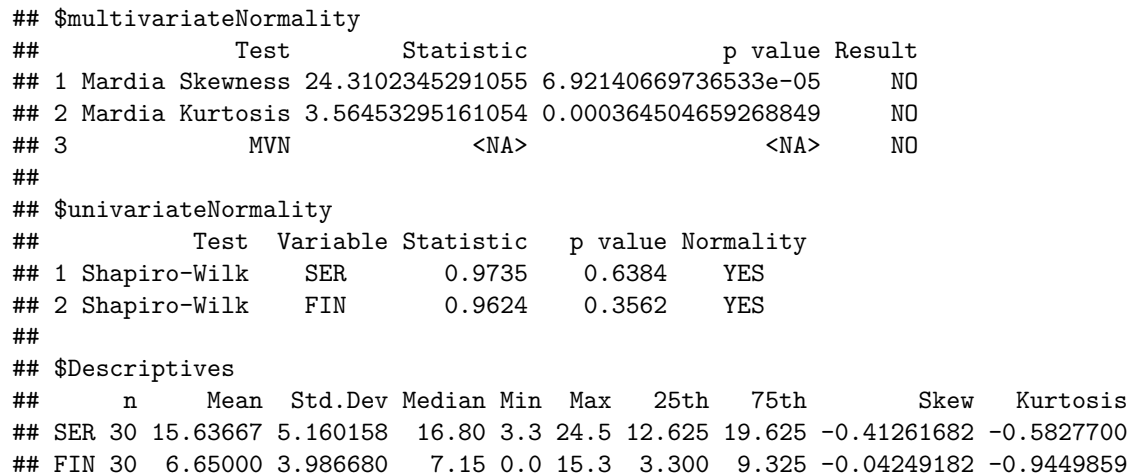 ## $multivariateNormality
##              Test        Statistic              p value Result
## 1 Mardia Skewness 24.3102345291055 6.92140669736533e-05     NO
## 2 Mardia Kurtosis 3.56453295161054 0.000364504659268849     NO
## 3             MVN             <NA>                 <NA>     NO
##
## $univariateNormality
##           Test  Variable Statistic   p value Normality
## 1 Shapiro-Wilk    SER       0.9735    0.6384    YES
## 2 Shapiro-Wilk    FIN       0.9624    0.3562    YES
##
## $Descriptives
##      n     Mean  Std.Dev Median Min  Max   25th   75th        Skew   Kurtosis
## SER 30 15.63667 5.160158  16.80 3.3 24.5 12.625 19.625 -0.41261682 -0.5827700
## FIN 30  6.65000 3.986680   7.15 0.0 15.3  3.300  9.325 -0.04249182 -0.9449859